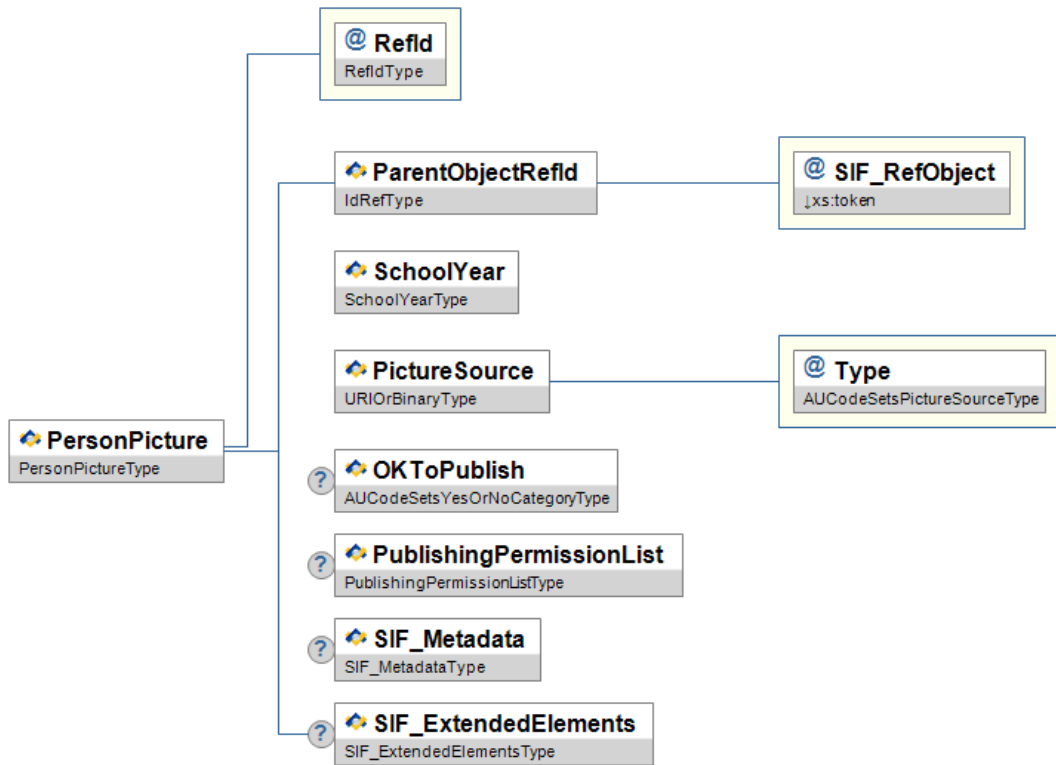 @ RefId
RefIdType
ParentObjectRefId
IdRefType
@ SIF_RefObject
↓xs:token
SchoolYear
SchoolYearType
PictureSource
URIOrBinaryType
@ Type
AUCodeSetsPictureSourceType
PersonPicture
PersonPictureType
? OKToPublish
AUCodeSetsYesOrNoCategoryType
? PublishingPermissionList
PublishingPermissionListType
? SIF_Metadata
SIF_MetadataType
? SIF_ExtendedElements
SIF_ExtendedElementsType